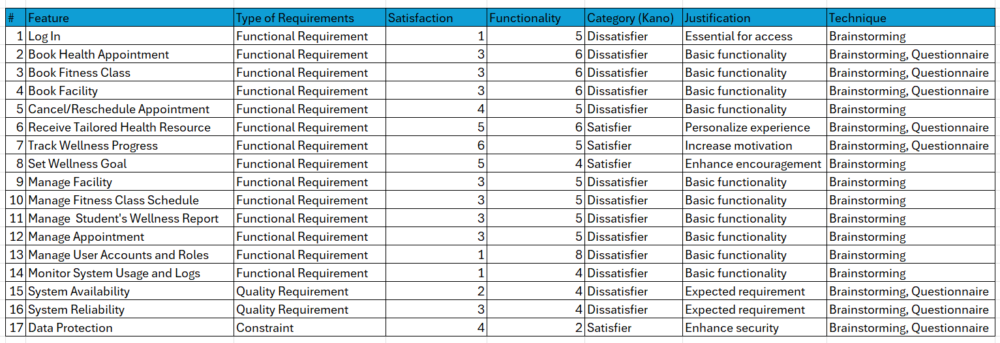 # Feature Type of Requirements Satisfaction Functionality Category (Kano) Justification Technique
1 Log In Functional Requirement 1 5 Dissatisfier Essential for access Brainstorming
2 Book Health Appointment Functional Requirement 3 6 Dissatisfier Basic functionality Brainstorming, Questionnaire
3 Book Fitness Class Functional Requirement 3 6 Dissatisfier Basic functionality Brainstorming, Questionnaire
4 Book Facility Functional Requirement 3 6 Dissatisfier Basic functionality Brainstorming, Questionnaire
5 Cancel/Reschedule Appointment Functional Requirement 4 5 Dissatisfier Basic functionality Brainstorming
6 Receive Tailored Health Resource Functional Requirement 5 6 Satisfier Personalize experience Brainstorming, Questionnaire
7 Track Wellness Progress Functional Requirement 6 5 Satisfier Increase motivation Brainstorming, Questionnaire
8 Set Wellness Goal Functional Requirement 5 4 Satisfier Enhance encouragement Brainstorming
9 Manage Facility Functional Requirement 3 5 Dissatisfier Basic functionality Brainstorming
10 Manage Fitness Class Schedule Functional Requirement 3 5 Dissatisfier Basic functionality Brainstorming
11 Manage  Student's Wellness Report Functional Requirement 3 5 Dissatisfier Basic functionality Brainstorming
12 Manage Appointment Functional Requirement 3 5 Dissatisfier Basic functionality Brainstorming
13 Manage User Accounts and Roles Functional Requirement 1 8 Dissatisfier Basic functionality Brainstorming
14 Monitor System Usage and Logs Functional Requirement 1 4 Dissatisfier Basic functionality Brainstorming
15 System Availability Quality Requirement 2 4 Dissatisfier Expected requirement Brainstorming, Questionnaire
16 System Reliability Quality Requirement 3 4 Dissatisfier Expected requirement Brainstorming, Questionnaire
17 Data Protection Constraint 4 2 Satisfier Enhance security Brainstorming, Questionnaire